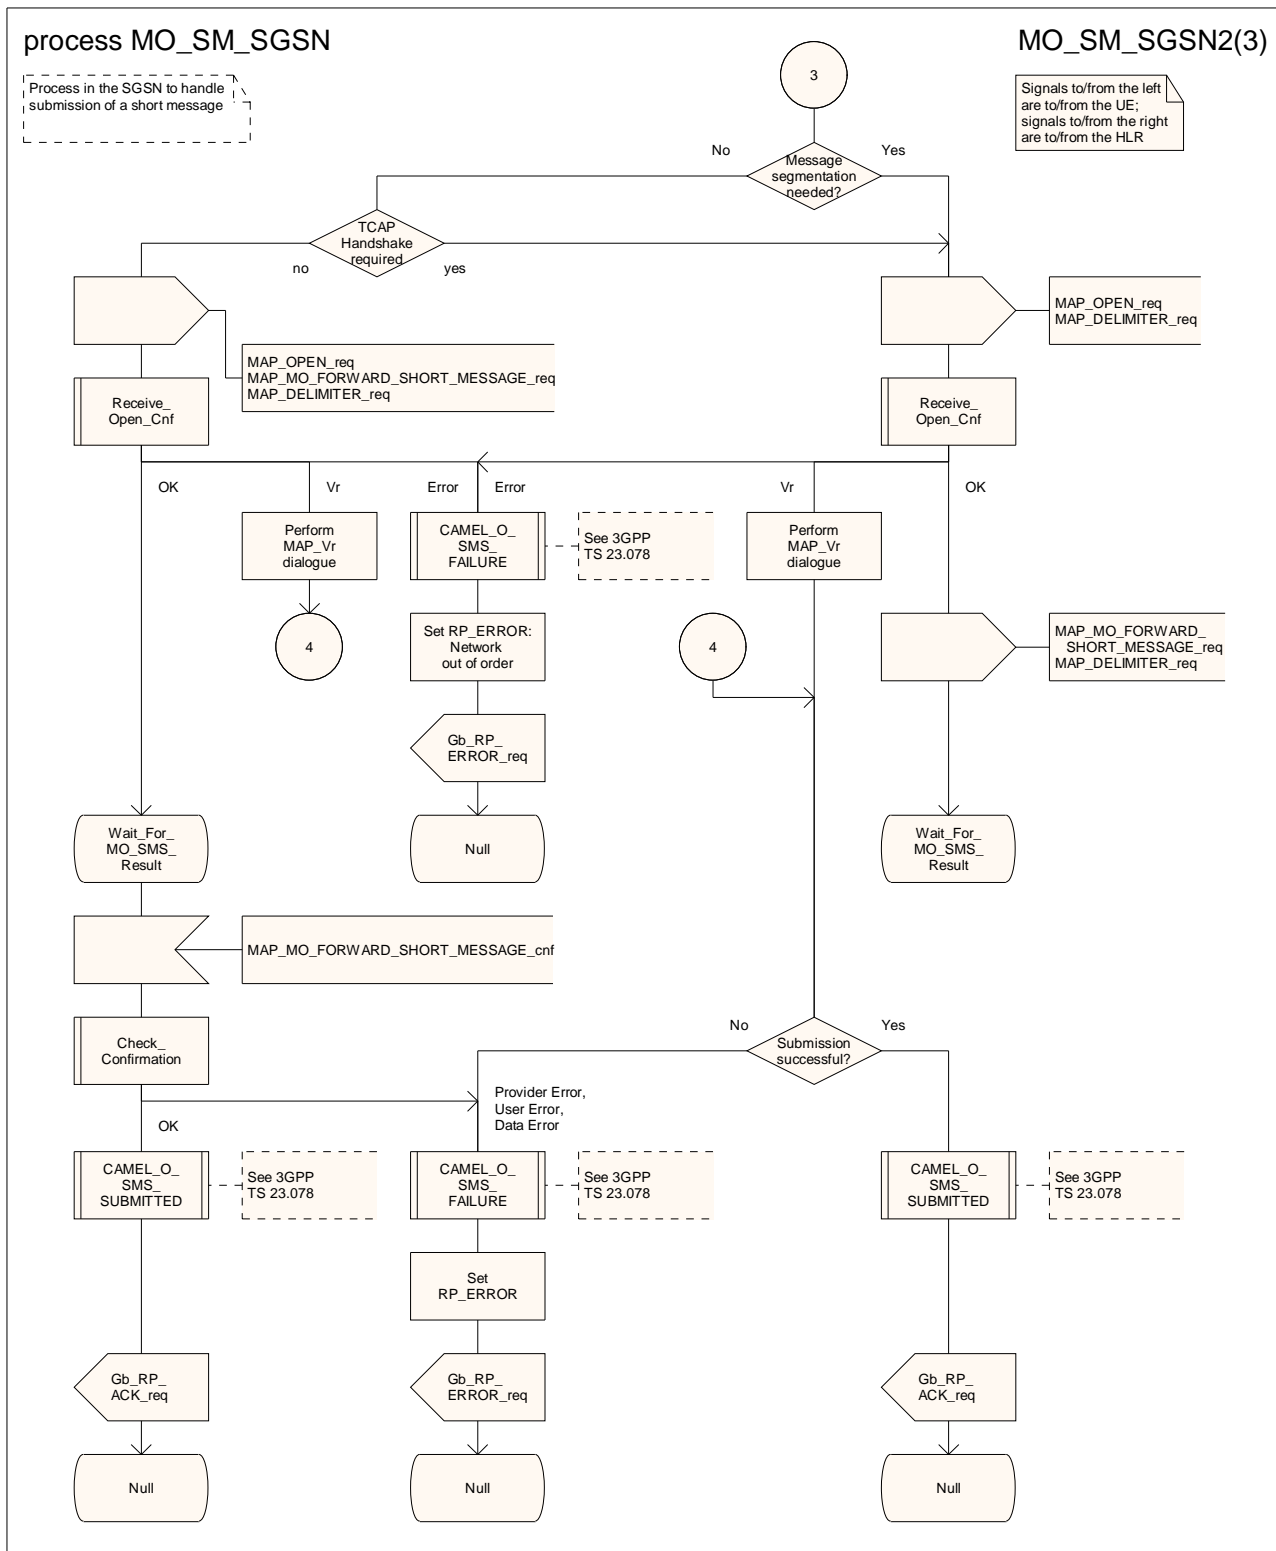 process MO_SM_SGSN
MO_SM_SGSN2(3)
Process in the SGSN to handle
submission of a short message
3
Signals to/from the left
are to/from the UE;
signals to/from the right
are to/from the HLR
No
Message
segmentation
needed?
Yes
TCAP
Handshake
required
no
yes
MAP_OPEN_req
MAP_DELIMITER_req
MAP_OPEN_req
MAP_MO_FORWARD_SHORT_MESSAGE_req
MAP_DELIMITER_req
Receive_
Open_Cnf
Receive_
Open_Cnf
OK
Vr
Error
Error
Vr
OK
Perform
MAP_Vr
dialogue
CAMEL_O_
SMS_
FAILURE
See 3GPP
TS 23.078
Perform
MAP_Vr
dialogue
4
Set RP_ERROR:
Network
out of order
4
MAP_MO_FORWARD_
SHORT_MESSAGE_req
MAP_DELIMITER_req
Gb_RP_
ERROR_req
Wait_For_
MO_SMS_
Result
Null
Wait_For_
MO_SMS_
Result
MAP_MO_FORWARD_SHORT_MESSAGE_cnf
Check_
Confirmation
No
Submission
successful?
Yes
Provider Error,
User Error,
Data Error
OK
CAMEL_O_
SMS_
SUBMITTED
See 3GPP
TS 23.078
CAMEL_O_
SMS_
FAILURE
See 3GPP
TS 23.078
CAMEL_O_
SMS_
SUBMITTED
See 3GPP
TS 23.078
Set
RP_ERROR
Gb_RP_
ACK_req
Gb_RP_
ERROR_req
Gb_RP_
ACK_req
Null
Null
Null